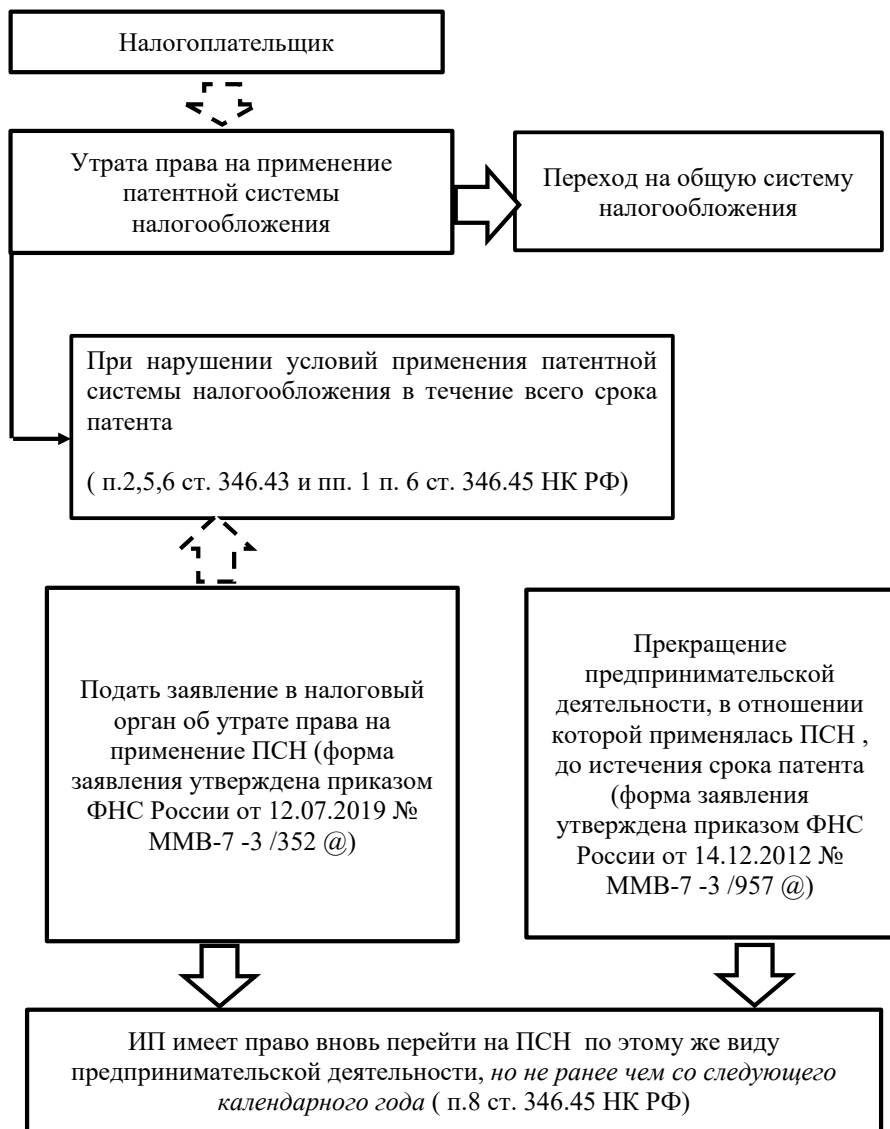 Налогоплательщик
Утрата права на применение
патентной системы
налогообложения
Переход на общую систему
налогообложения
При нарушении условий применения патентной
системы налогообложения в течение всего срока
патента
( п.2,5,6 ст. 346.43 и пп. 1 п. 6 ст. 346.45 НК РФ)
Подать заявление в налоговый
орган об утрате права на
применение ПСН (форма
заявления утверждена приказом
ФНС России от 12.07.2019 №
ММВ-7 -3 /352 @)
Прекращение
предпринимательской
деятельности, в отношении
которой применялась ПСН ,
до истечения срока патента
(форма заявления
утверждена приказом ФНС
России от 14.12.2012 №
ММВ-7 -3 /957 @)
ИП имеет право вновь перейти на ПСН по этому же виду
предпринимательской деятельности, но не ранее чем со следующего
календарного года ( п.8 ст. 346.45 НК РФ)